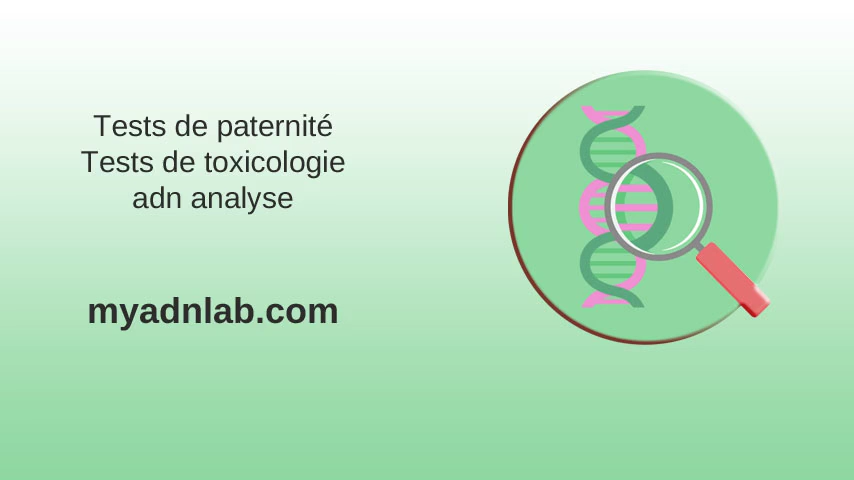 Tests de paternité
Tests de toxicologie
adn analyse
myadnlab.com